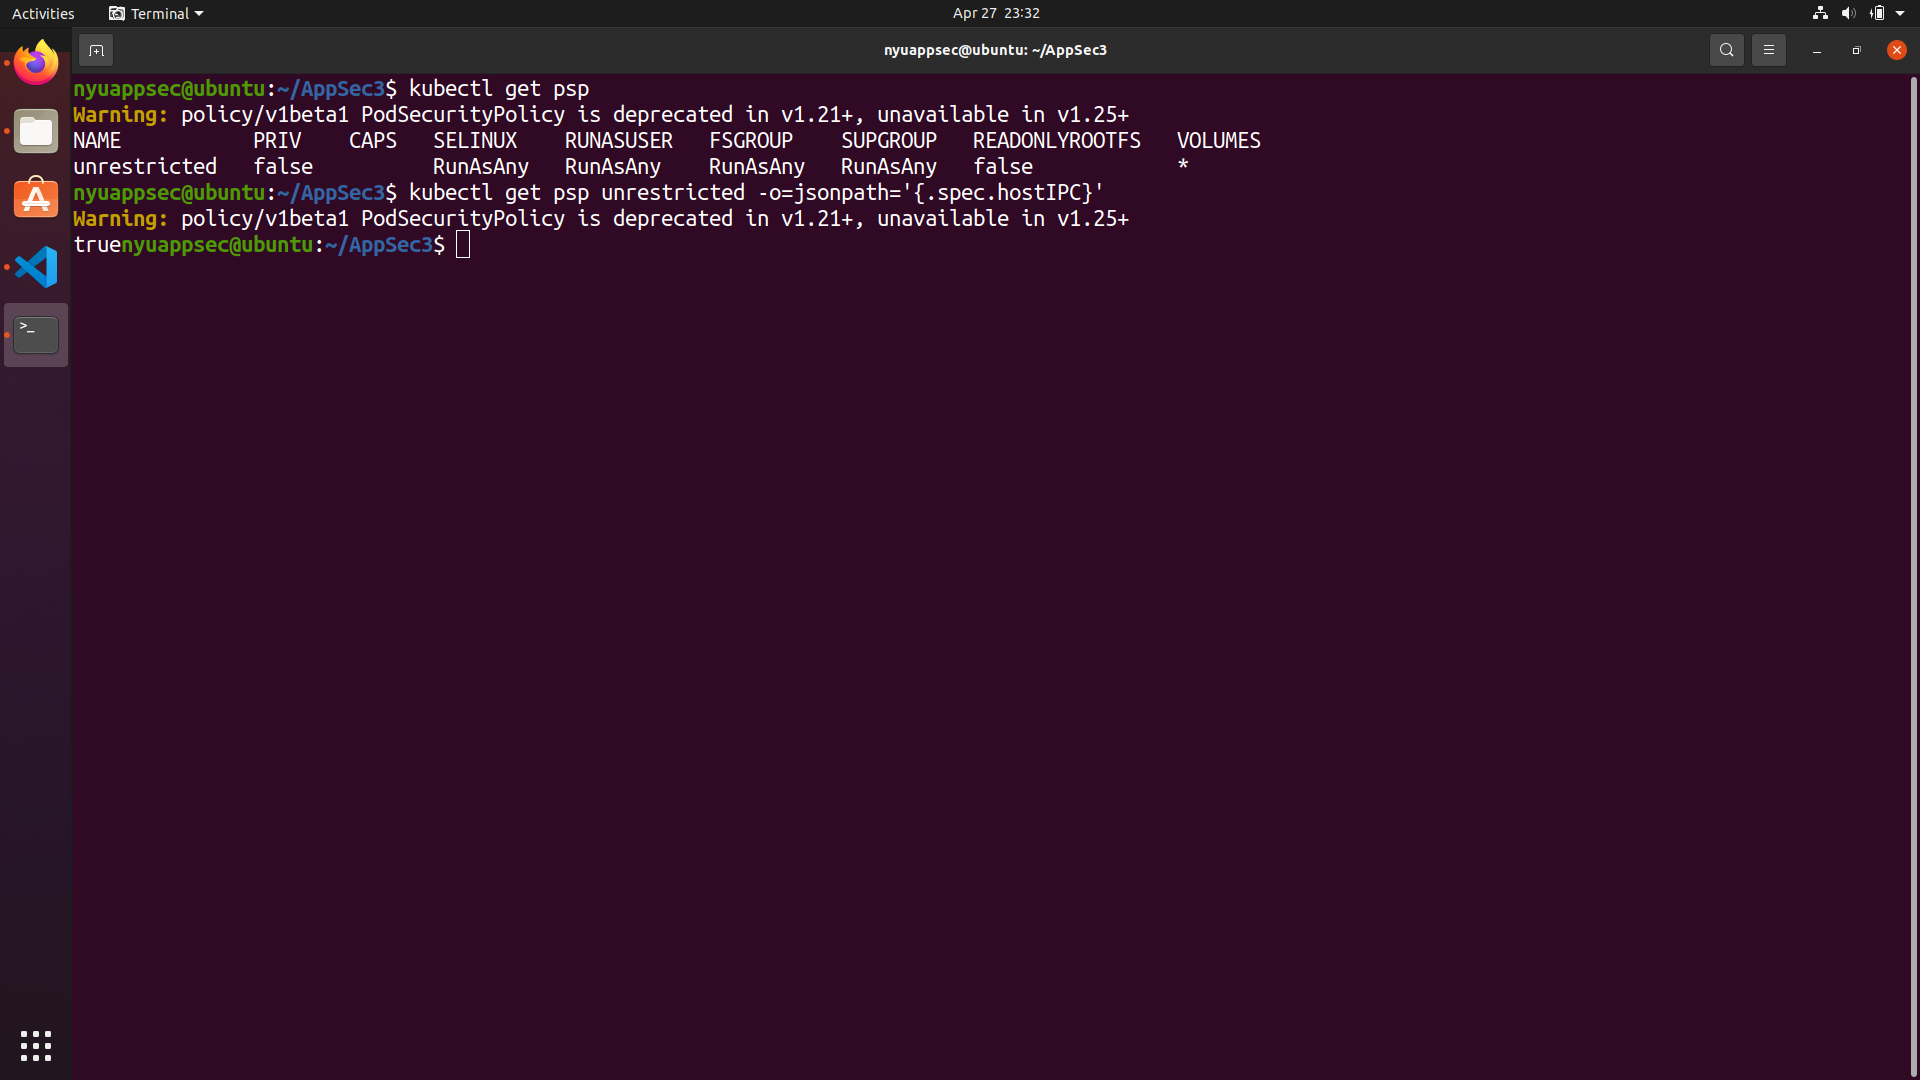 Activities Terminal Apr 27 23:32
nyuappsec@ubuntu: ~/AppSec3
nyuappsec@ubuntu:~/AppSec3$ kubectl get psp
Warning: policy/v1beta1 PodSecurityPolicy is deprecated in v1.21+, unavailable in v1.25+
NAME PRIV CAPS SELINUX RUNASUSER FSGROUP SUPGROUP READONLYROOTFS VOLUMES
unrestricted false RunAsAny RunAsAny RunAsAny RunAsAny false *
nyuappsec@ubuntu:~/AppSec3$ kubectl get psp unrestricted -o=jsonpath='{.spec.hostIPC}'
Warning: policy/v1beta1 PodSecurityPolicy is deprecated in v1.21+, unavailable in v1.25+
truenyuappsec@ubuntu:~/AppSec3$